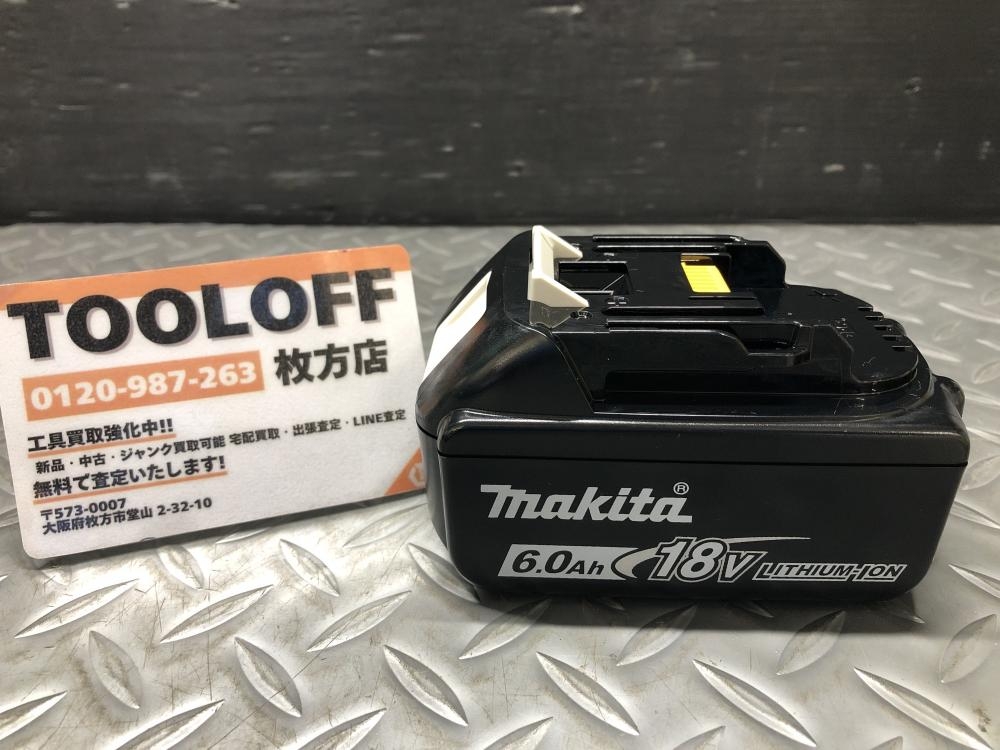 TOOLOFF
0120-987-263 枚方店
工具買取強化中!!
新品・中古・ジャンク買取可能 宅配買取・出張査定・LINE査定
無料で査定いたします!
〒573-0007
大阪府枚方市堂山 2-32-10
makita®
6.0Ah 18V LITHIUM-ION